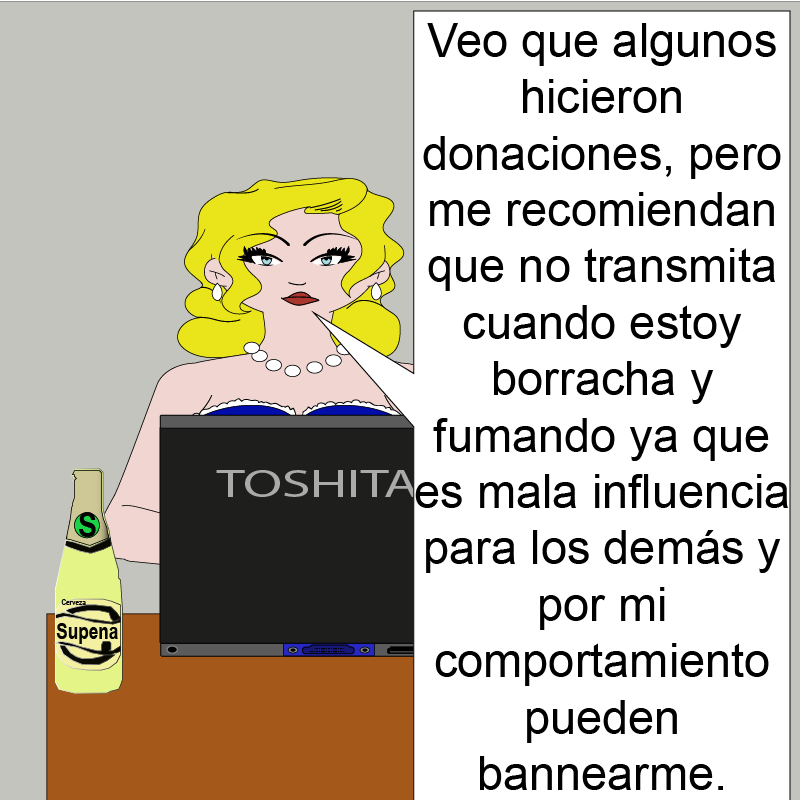 Veo que algunos
hicieron
donaciones, pero
me recomiendan
que no transmita
cuando estoy
borracha y
fumando ya que
es mala influencia
para los demás y
por mi
comportamiento
pueden
bannearme.
TOSHITA
S
Cerveza
Supena